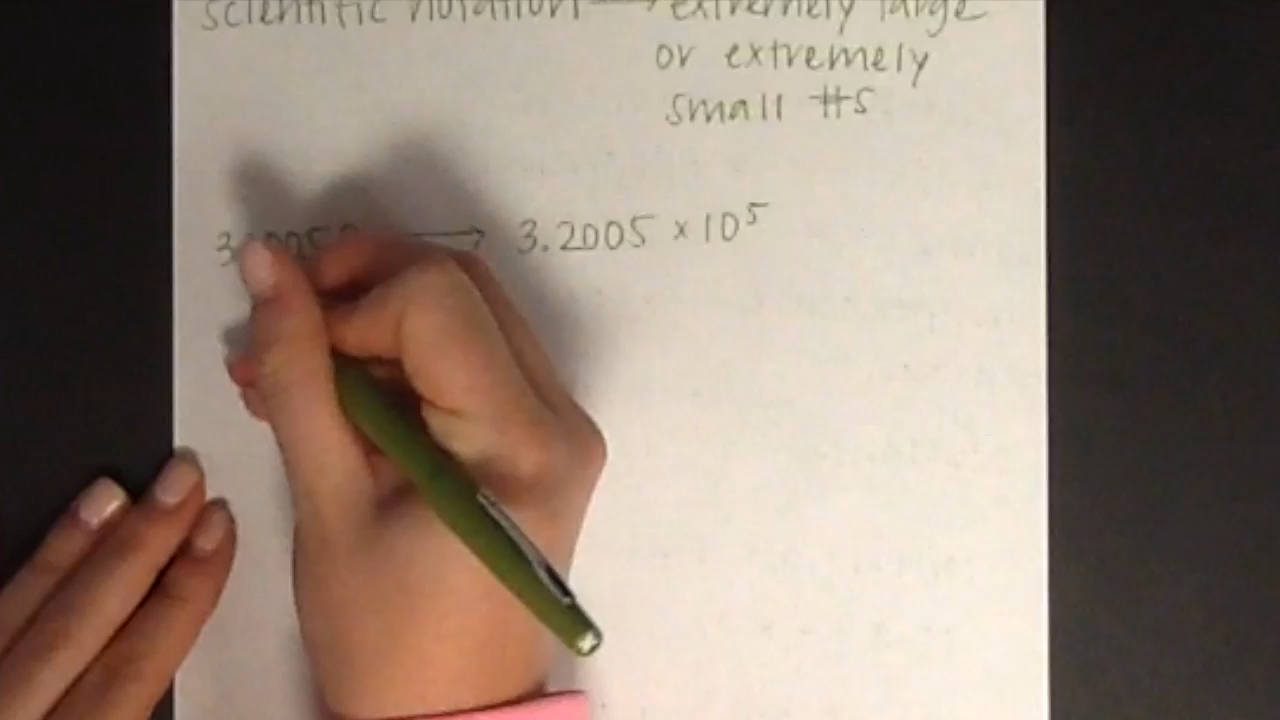 scientific notation → extremely large
or extremely
small #s
→ 3.2005 × 10⁵